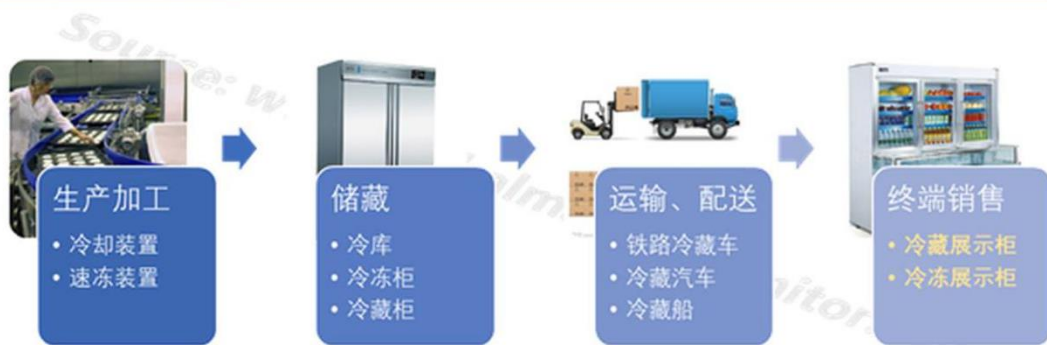 Source: W
生产加工
• 冷却装置
• 速冻装置
储藏
• 冷库
• 冷冻柜
• 冷藏柜
运输、配送
• 铁路冷藏车
• 冷藏汽车
• 冷藏船
终端销售
• 冷藏展示柜
• 冷冻展示柜